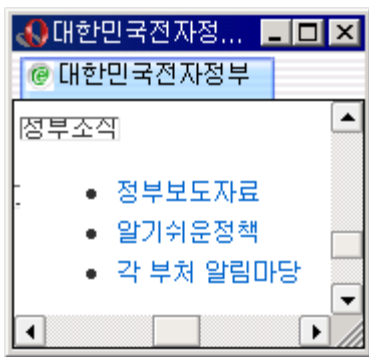 대한민국전자정...
대한민국전자정부
정부소식
정부보도자료
알기쉬운정책
각 부처 알림마당